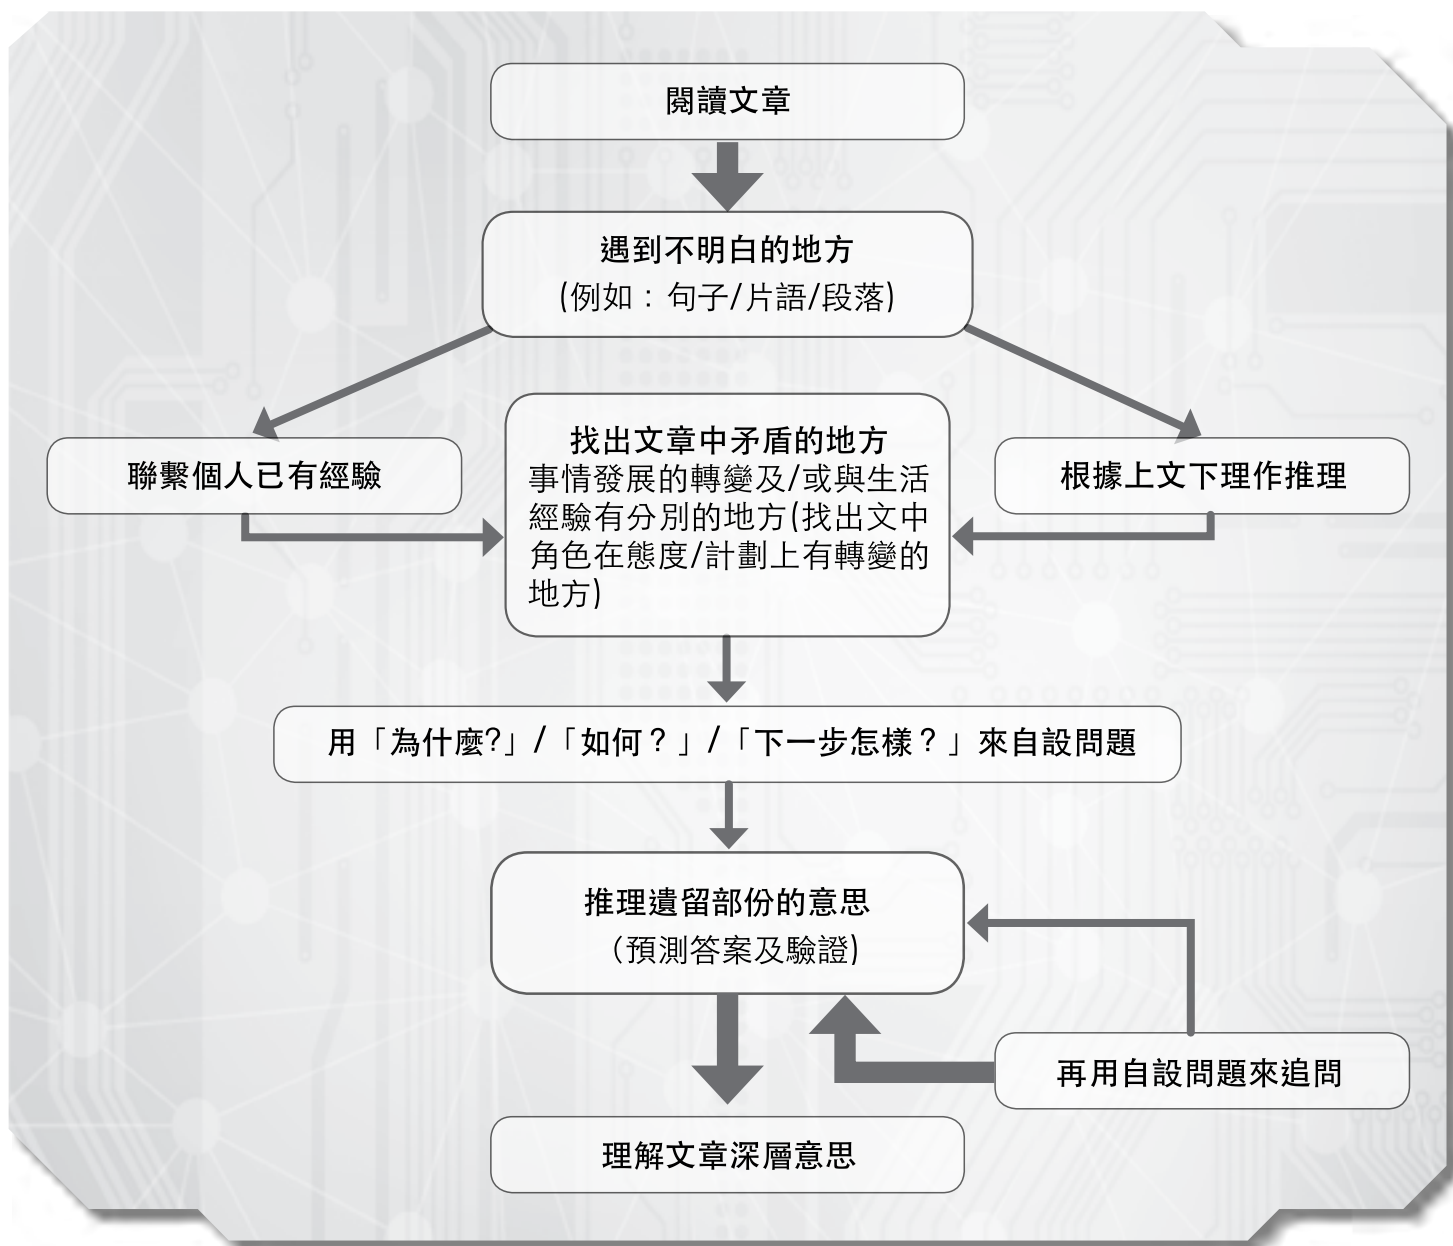 閱讀文章
遇到不明白的地方
(例如：句子/片語/段落)
聯繫個人已有經驗
找出文章中矛盾的地方
事情發展的轉變及/或與生活
經驗有分別的地方(找出文中
角色在態度/計劃上有轉變的
地方)
根據上文下理作推理
用「為什麼?」/「如何？」/「下一步怎樣？」來自設問題
推理遺留部份的意思
（預測答案及驗證)
再用自設問題來追問
理解文章深層意思